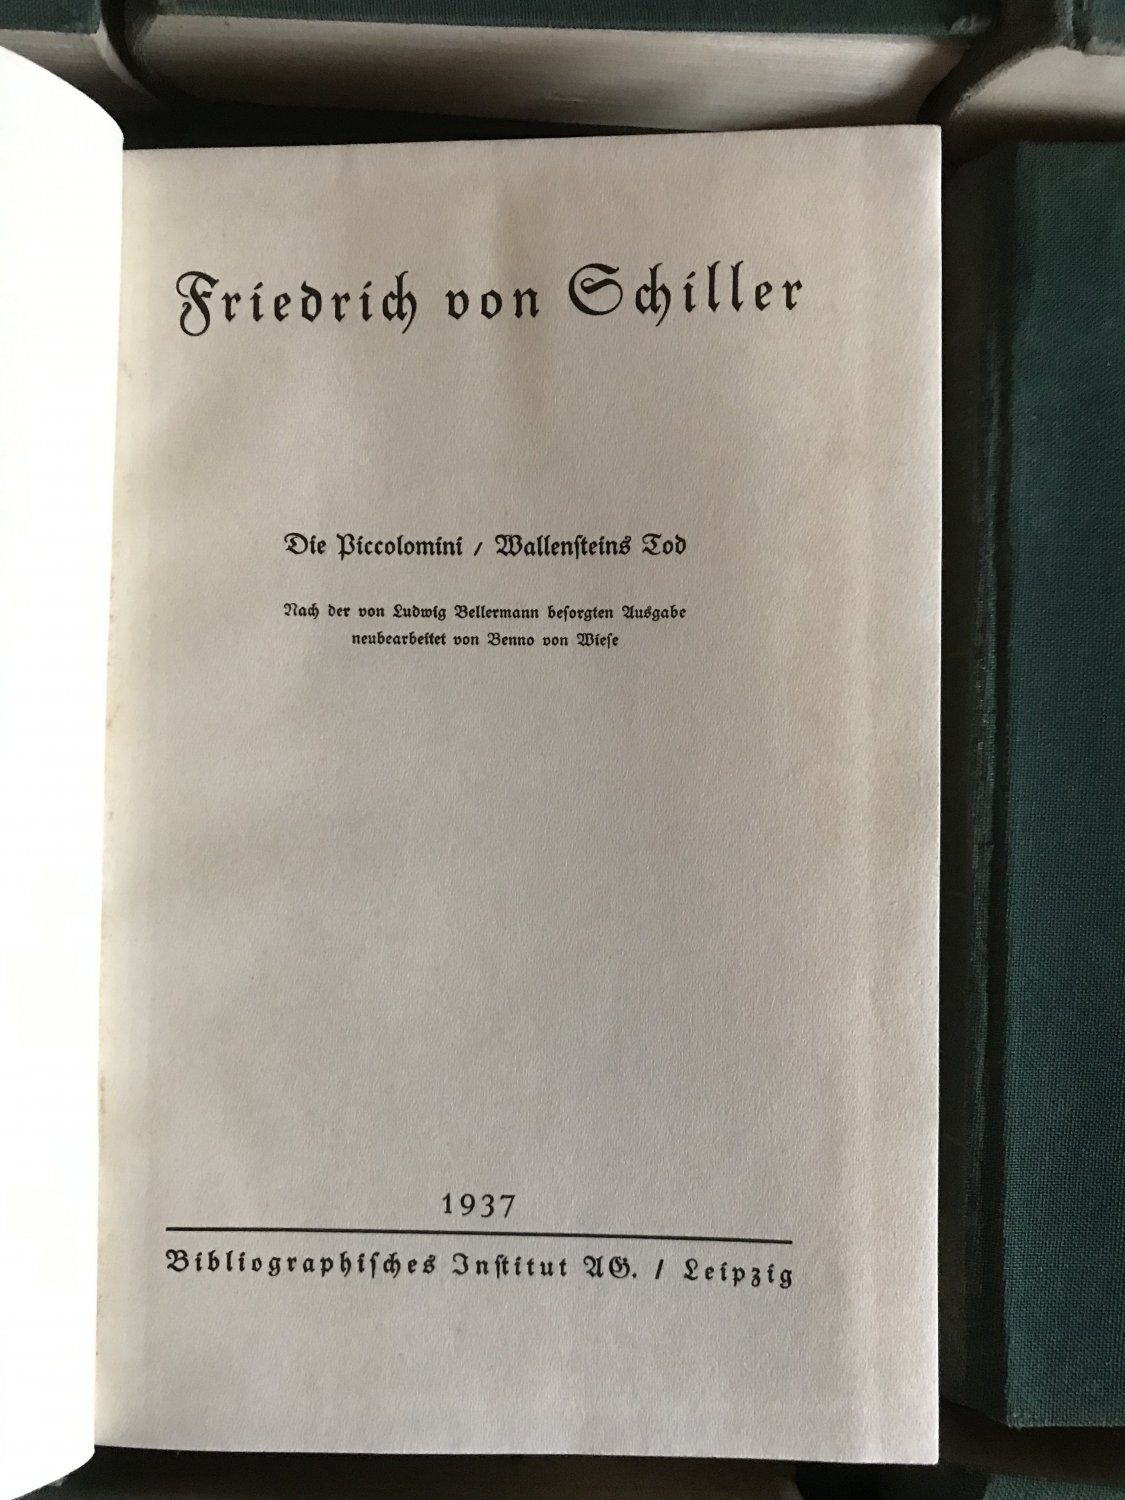 Friedrich von Schiller
Die Piccolomini / Wallenſteins Tod
Nach der von Ludwig Bellermann beſorgten Ausgabe
neubearbeitet von Benno von Wieſe
1937
Bibliographiſches Inſtitut AG. / Leipzig